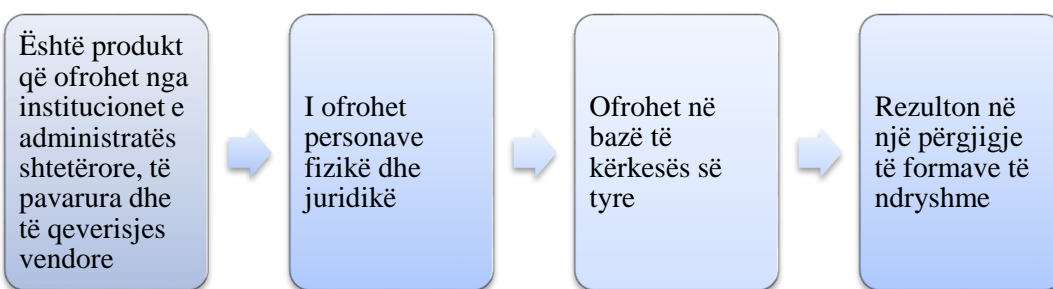 Është produkt
që ofrohet nga
institucionet e
administratës
shtetërore, të
pavarura dhe
të qeverisjes
vendore
I ofrohet
personave
fizikë dhe
juridikë
Ofrohet në
bazë të
kërkesës së
tyre
Rezulton në
një përgjigje
të formave të
ndryshme